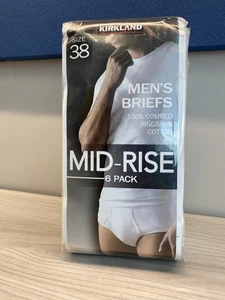 KIRKLAND
SIZE
38
MEN'S
BRIEFS
100% COMBED
RINGSPUN
COTTON
MID-RISE
6 PACK